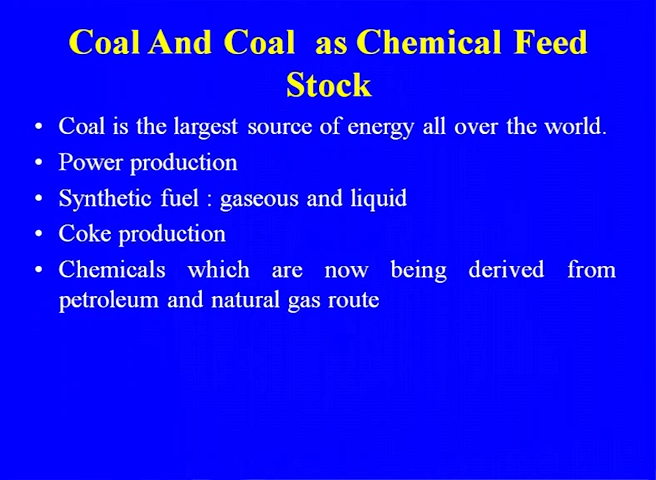 Coal And Coal as Chemical Feed
Stock
• Coal is the largest source of energy all over the world.
• Power production
• Synthetic fuel : gaseous and liquid
• Coke production
• Chemicals which are now being derived from
petroleum and natural gas route